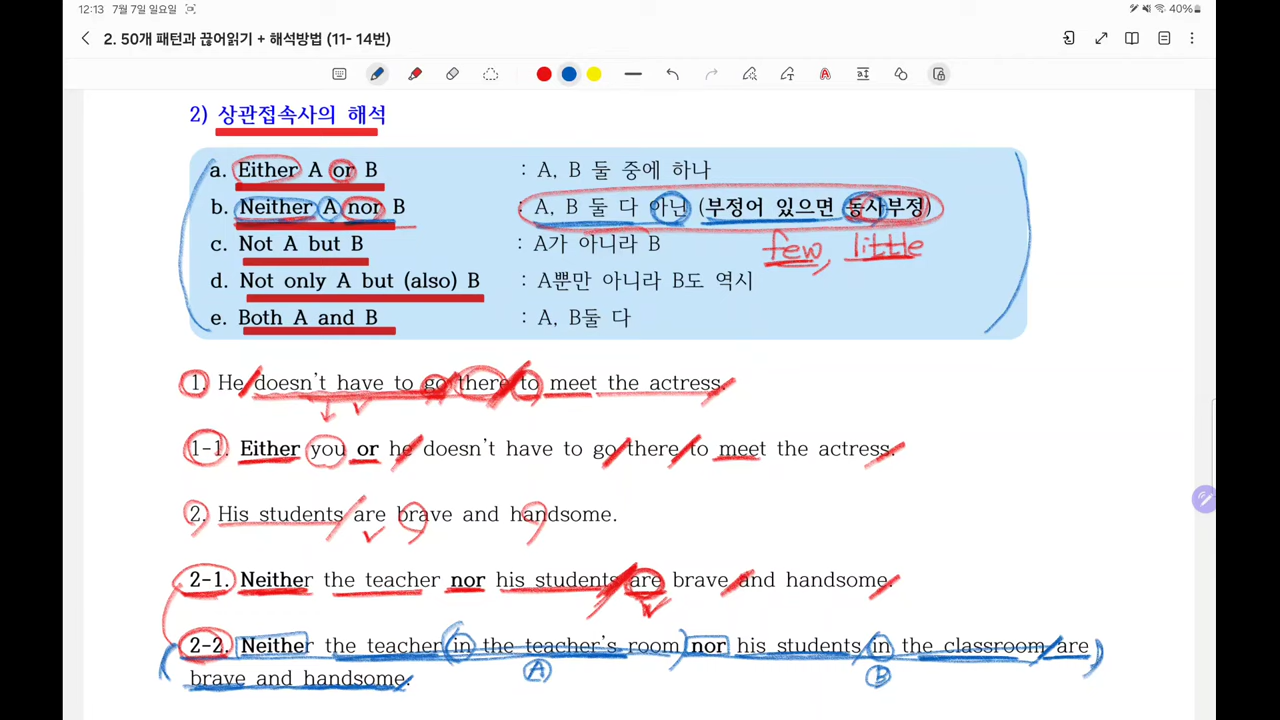 12:13 7월 7일 일요일 40%
2. 50개 패턴과 끊어읽기 + 해석방법 (11- 14번)
2) 상관접속사의 해석
a. Either A or B : A, B 둘 중에 하나
b. Neither A nor B : A, B 둘 다 아닌 (부정어 있으면 동사부정)
c. Not A but B : A가 아니라 B few, little
d. Not only A but (also) B : A뿐만 아니라 B도 역시
e. Both A and B : A, B둘 다
1. He doesn't have to go there to meet the actress.
1-1. Either you or he doesn't have to go there to meet the actress.
2. His students are brave and handsome.
2-1. Neither the teacher nor his students are brave and handsome.
2-2. Neither the teacher in the teacher's room nor his students in the classroom are
A B
brave and handsome.